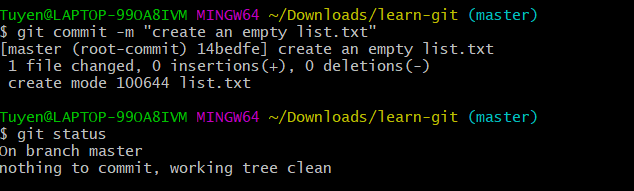 Tuyen@LAPTOP-99OA8IVM MINGW64 ~/Downloads/learn-git (master)
$ git commit -m "create an empty list.txt"
[master (root-commit) 14bedfe] create an empty list.txt
 1 file changed, 0 insertions(+), 0 deletions(-)
 create mode 100644 list.txt
Tuyen@LAPTOP-99OA8IVM MINGW64 ~/Downloads/learn-git (master)
$ git status
On branch master
nothing to commit, working tree clean